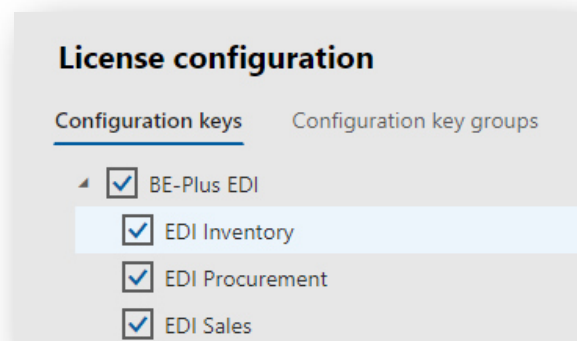 License configuration
Configuration keys Configuration key groups
BE-Plus EDI
EDI Inventory
EDI Procurement
EDI Sales